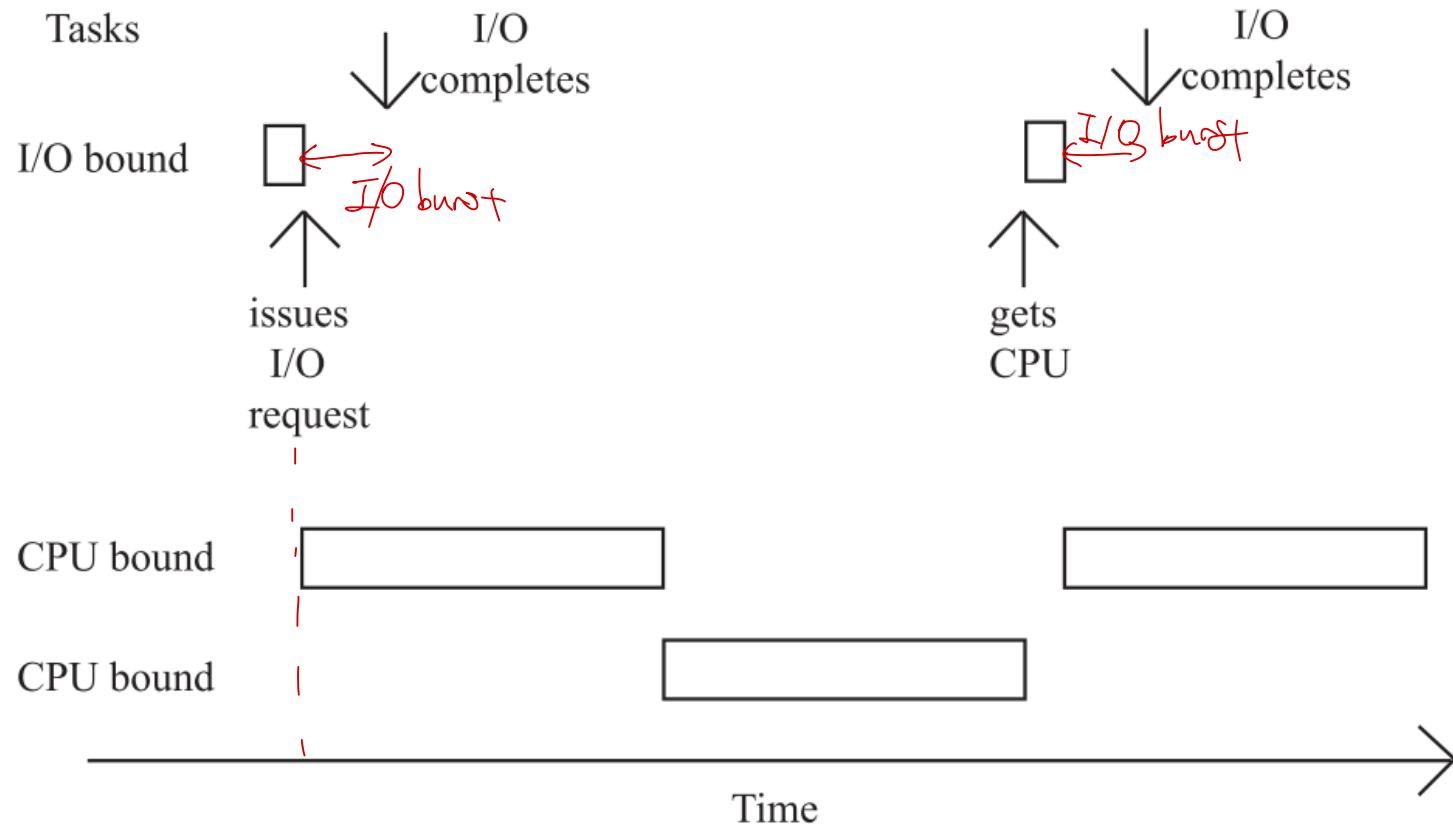 Tasks
I/O
completes
I/O
completes
I/O bound
I/O burst
I/O burst
issues
I/O
request
gets
CPU
CPU bound
CPU bound
Time